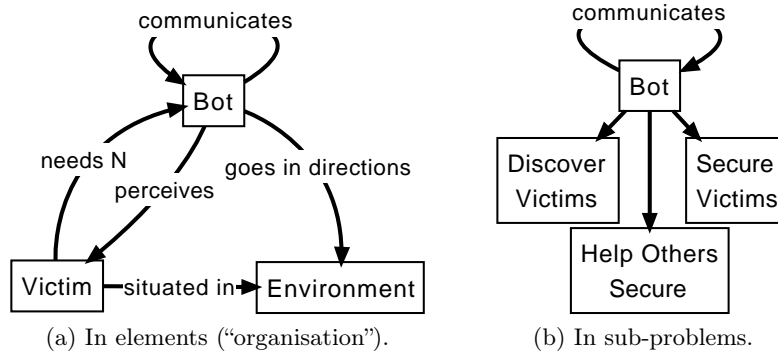 communicates
Bot
needs N
perceives
goes in directions
Victim
situated in
Environment
(a) In elements (“organisation”).
communicates
Bot
Discover
Victims
Secure
Victims
Help Others
Secure
(b) In sub-problems.